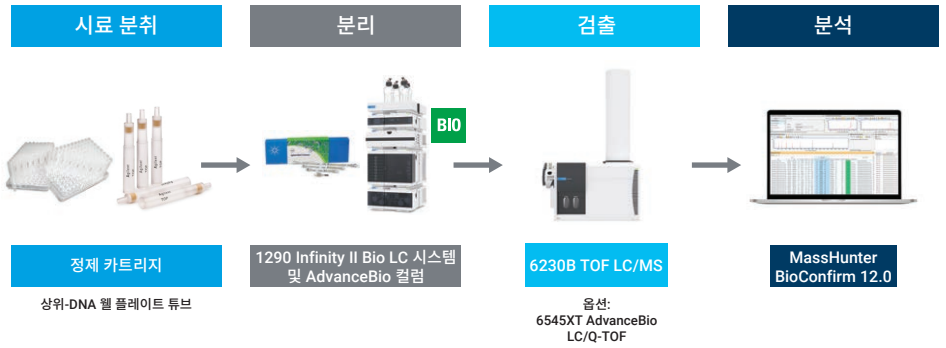 시료 분취
분리
검출
분석
BIO
정제 카트리지
상위-DNA 웰 플레이트 튜브
1290 Infinity II Bio LC 시스템
및 AdvanceBio 컬럼
6230B TOF LC/MS
옵션:
6545XT AdvanceBio
LC/Q-TOF
MassHunter
BioConfirm 12.0